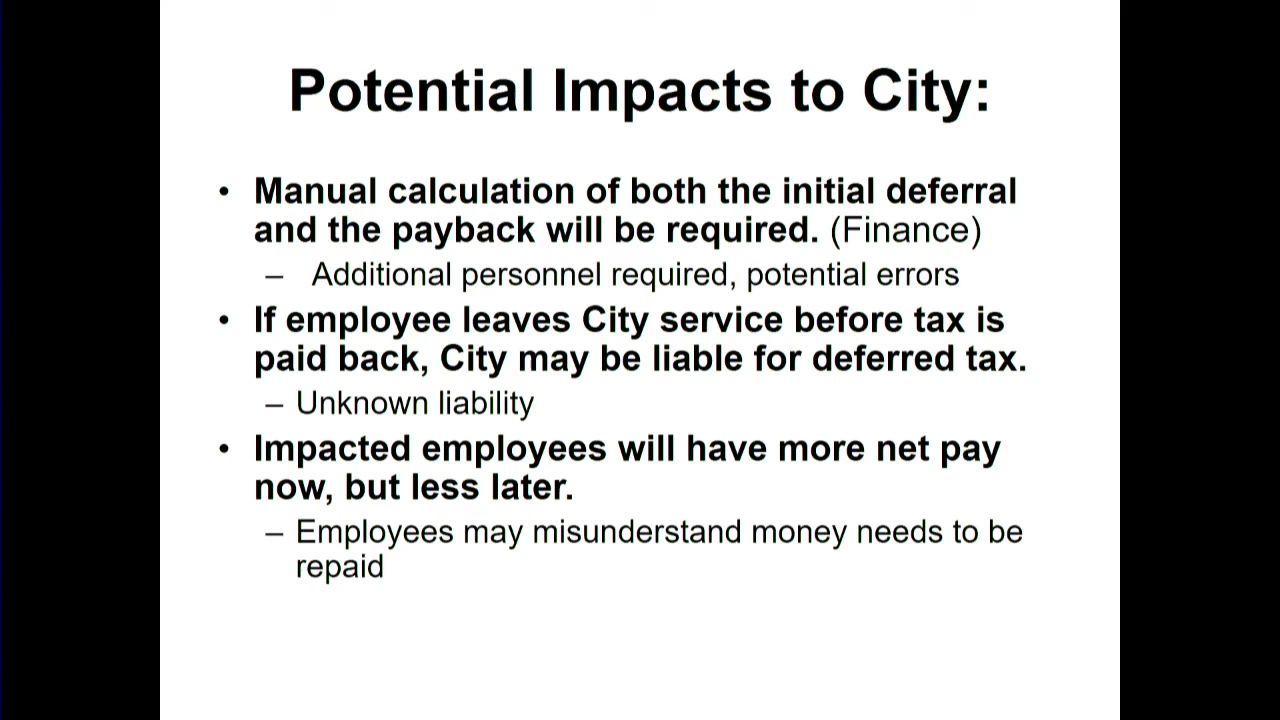 Potential Impacts to City:
• Manual calculation of both the initial deferral
and the payback will be required. (Finance)
– Additional personnel required, potential errors
• If employee leaves City service before tax is
paid back, City may be liable for deferred tax.
– Unknown liability
• Impacted employees will have more net pay
now, but less later.
– Employees may misunderstand money needs to be
repaid